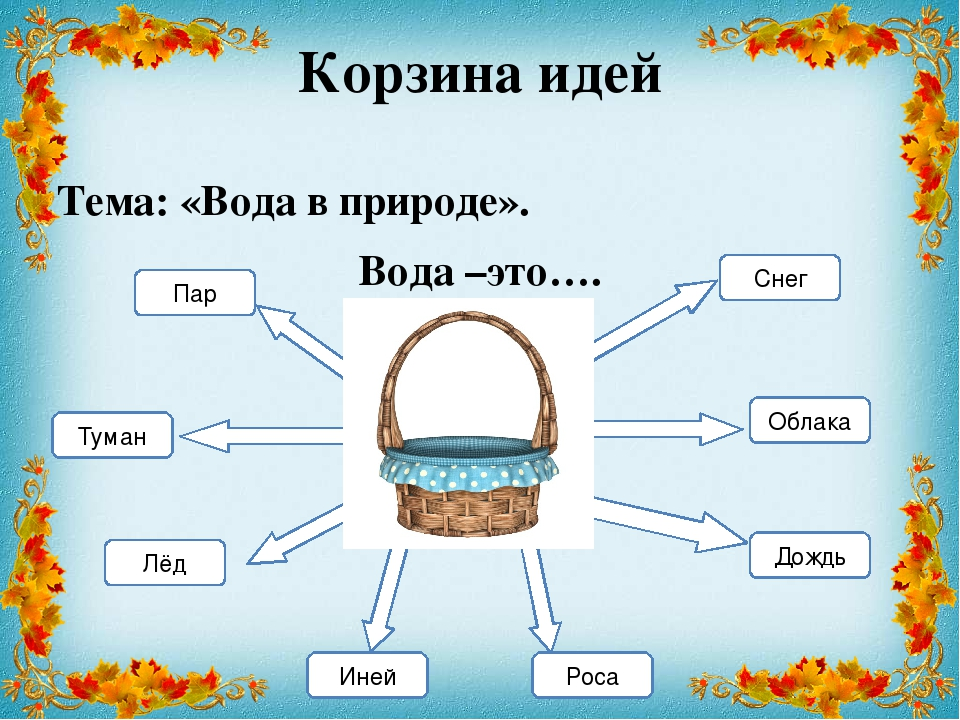 Корзина идей
Тема: «Вода в природе».
Вода –это….
Пар
Снег
Туман
Облака
Лёд
Дождь
Иней
Роса